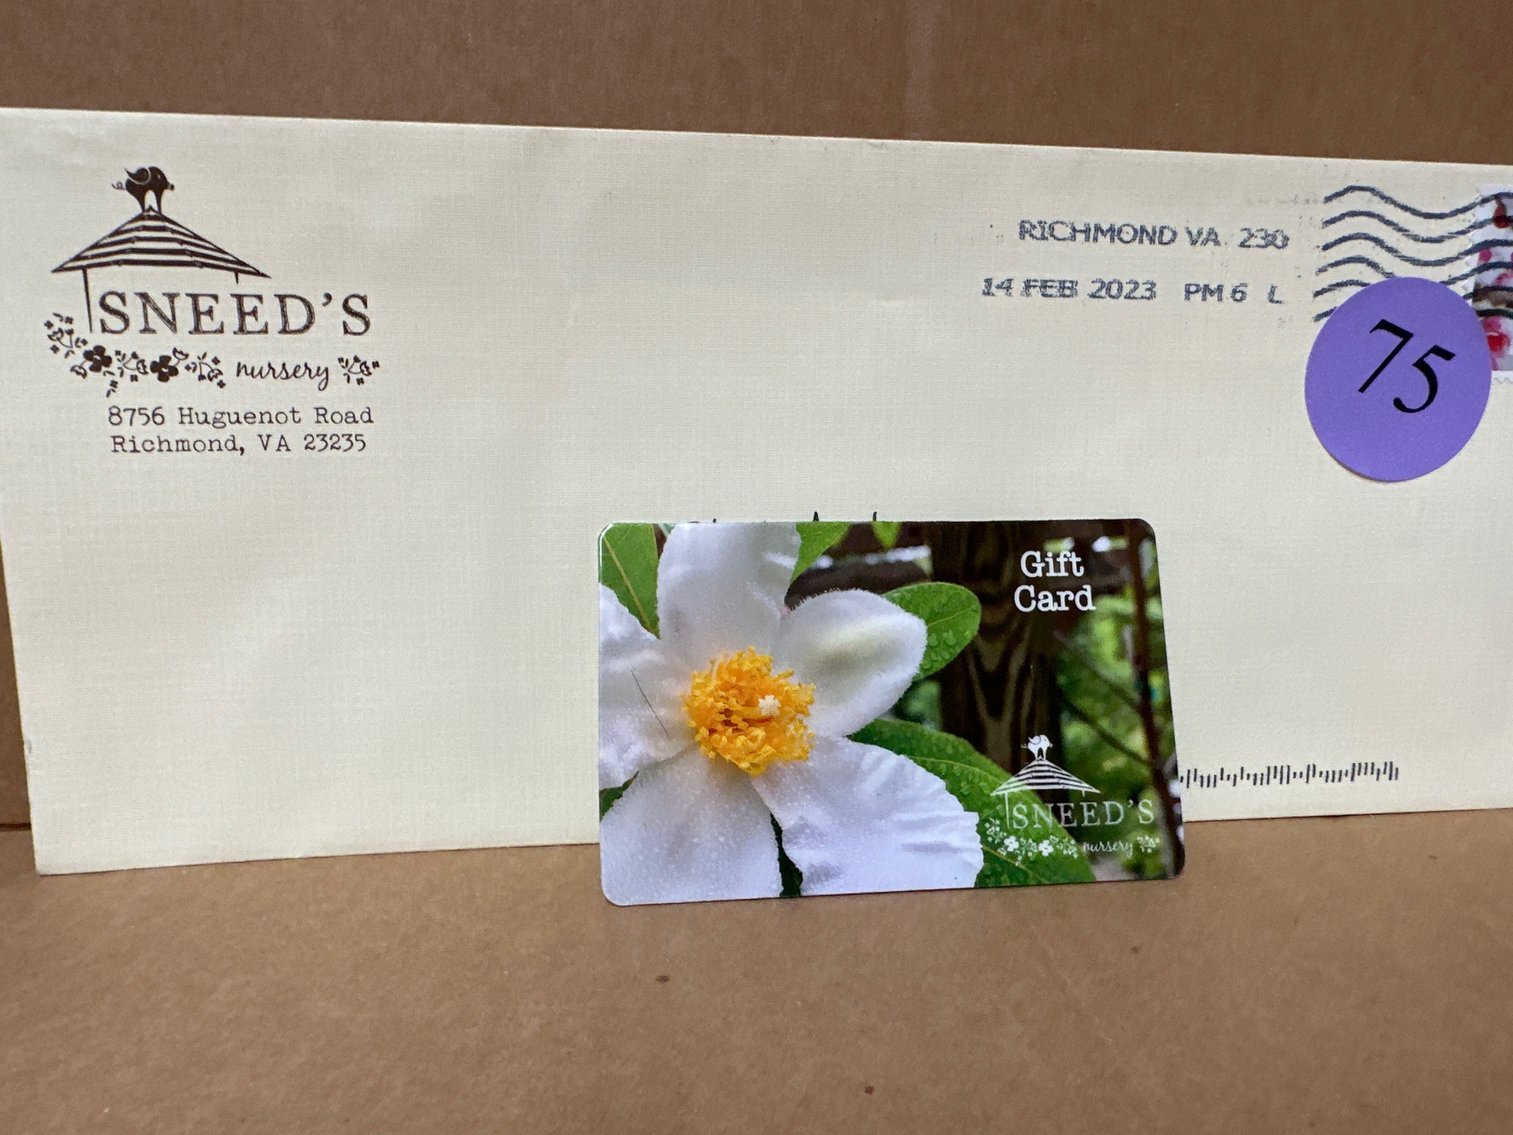 SNEED'S
nursery
8756 Huguenot Road
Richmond, VA 23235
RICHMOND VA 230
14 FEB 2023 PM 6 L
75
Gift
Card
SNEED'S
nursery